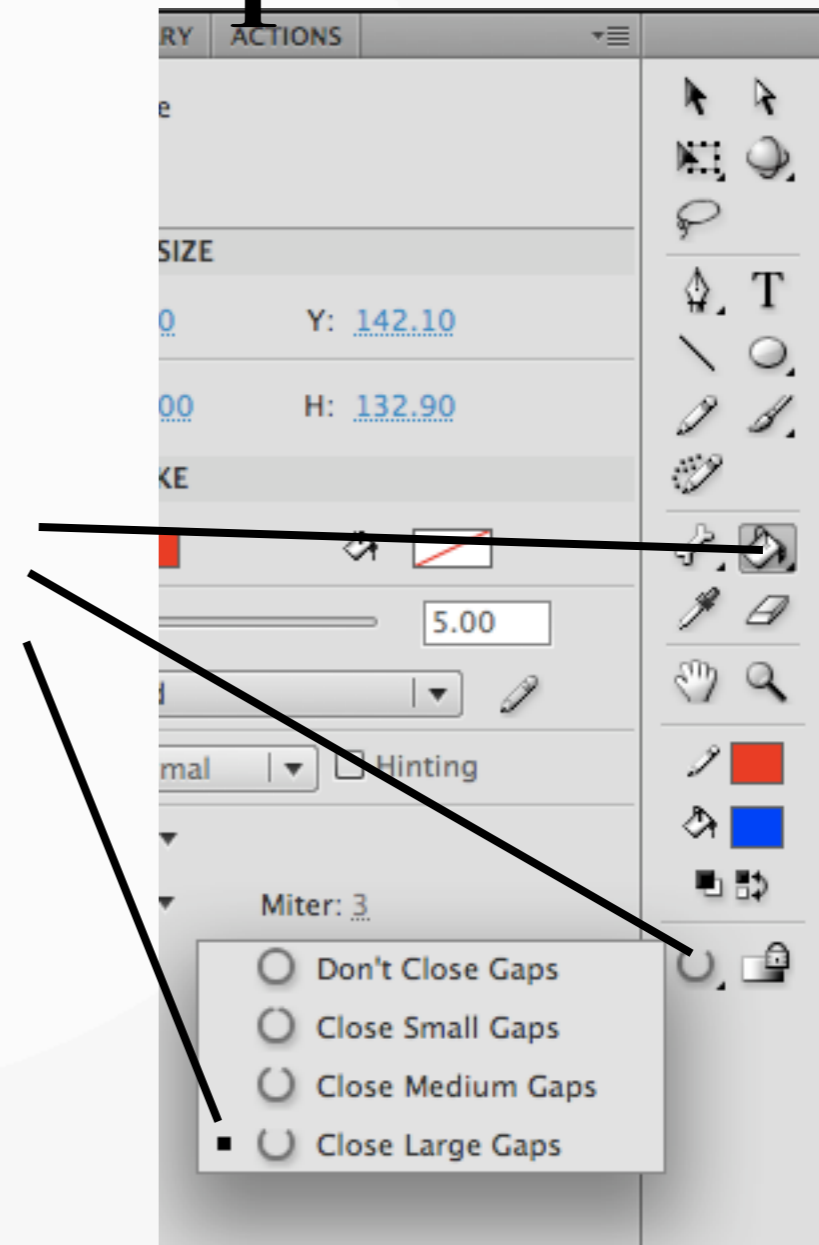 RY ACTIONS
e
SIZE
0 Y: 142.10
00 H: 132.90
KE
5.00
d
mal Hinting
Miter: 3
Don't Close Gaps
Close Small Gaps
Close Medium Gaps
Close Large Gaps
T